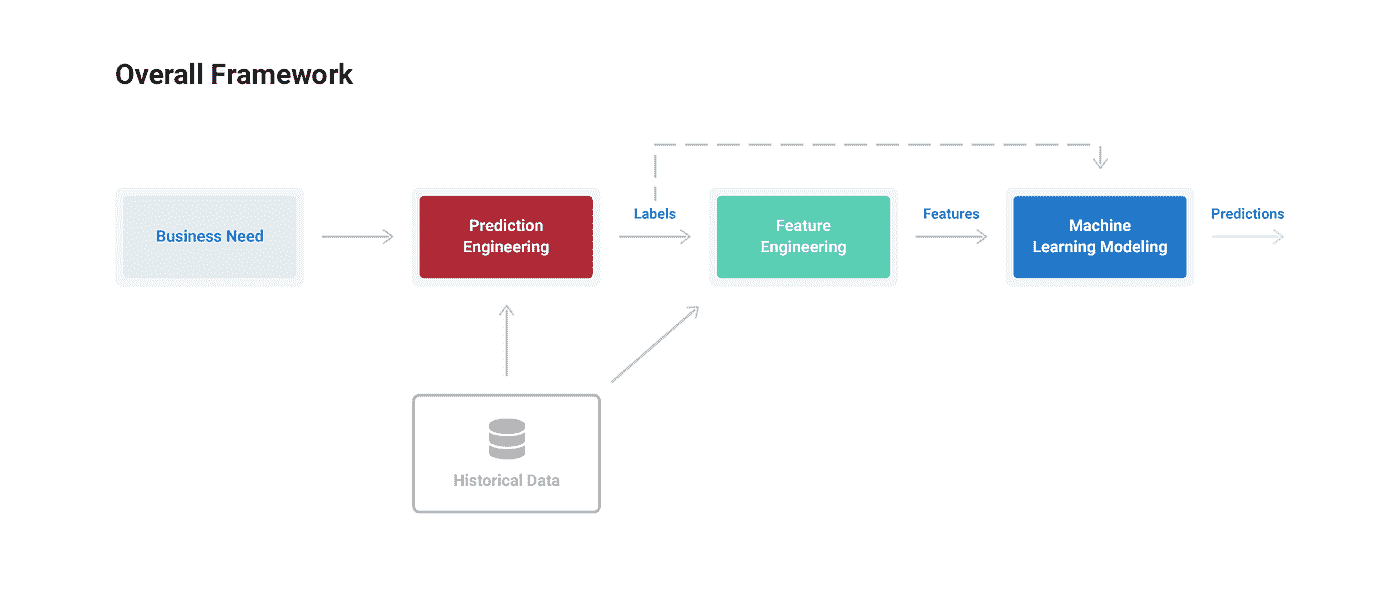 Overall Framework
Business Need
Prediction
Engineering
Labels
Feature
Engineering
Features
Machine
Learning Modeling
Predictions
Historical Data